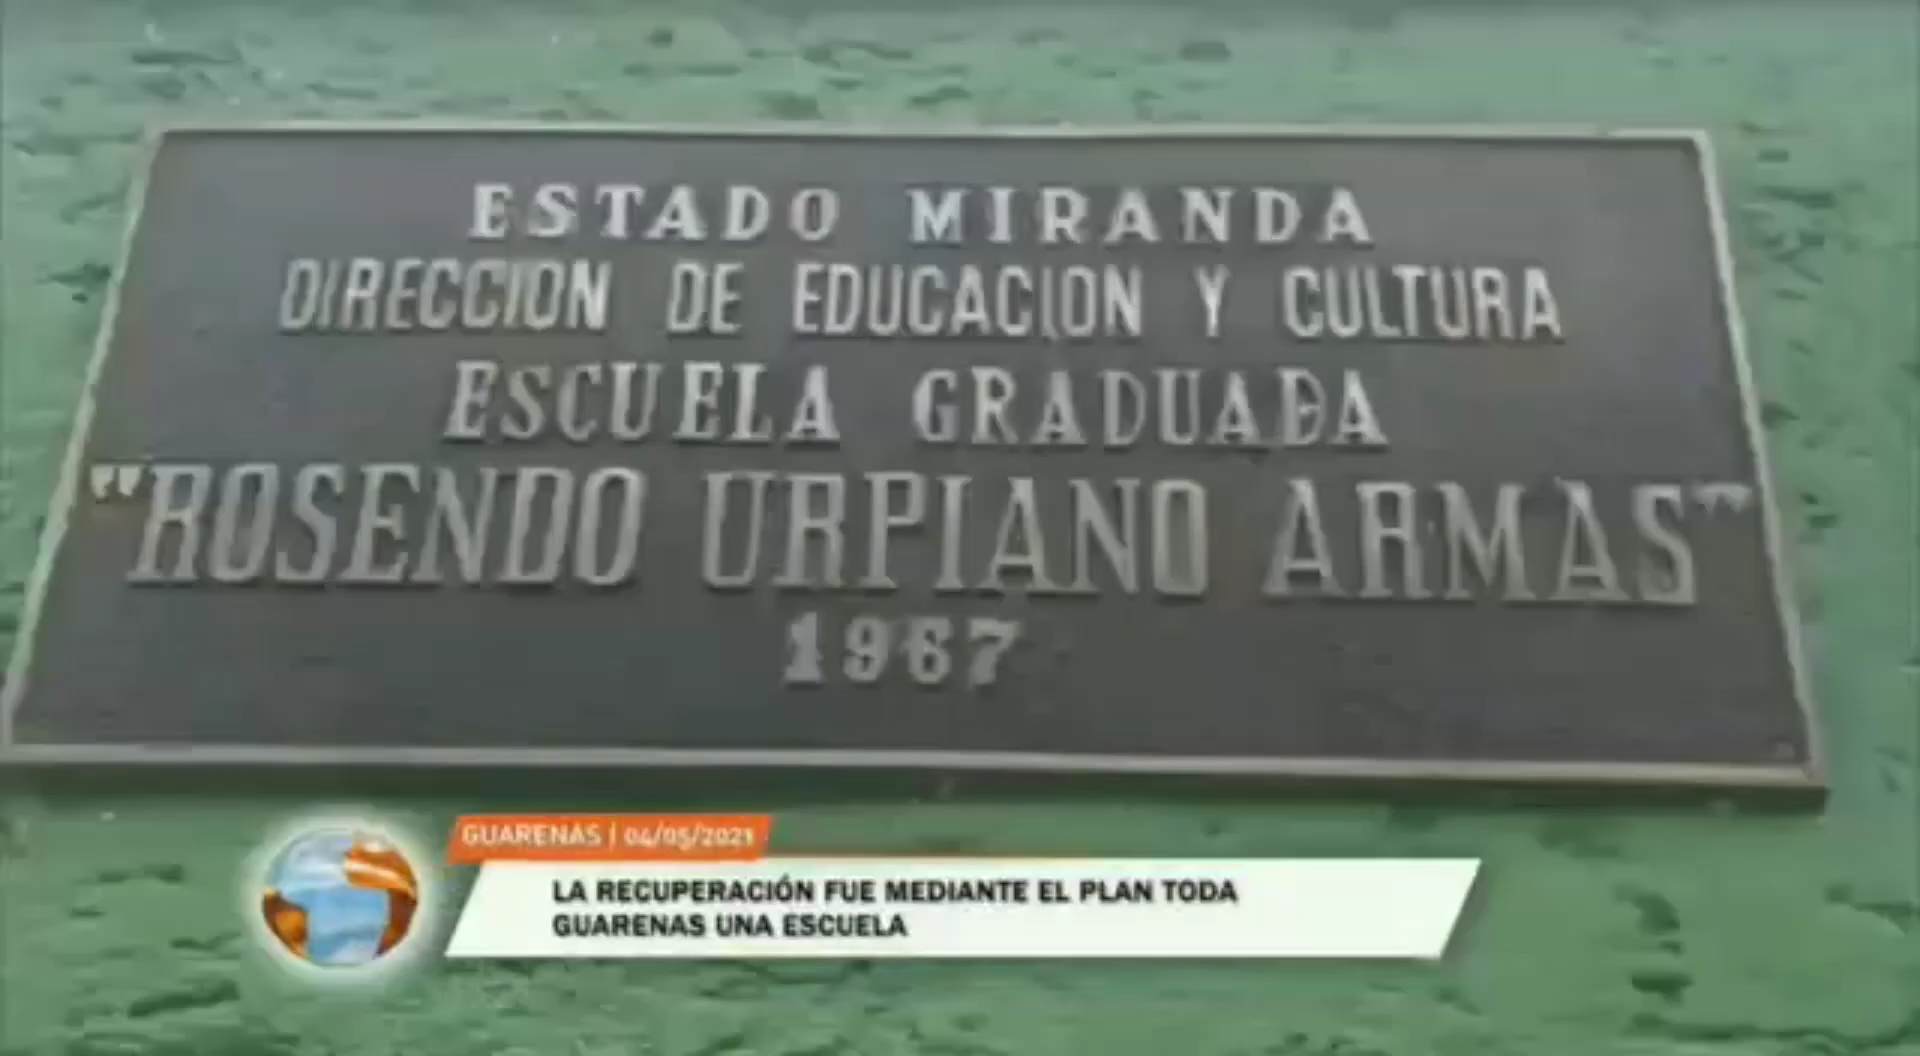 ESTADO MIRANDA
DIRECCION DE EDUCACION Y CULTURA
ESCUELA GRADUADA
"ROSENDO URPIANO ARMAS"
1967
GUARENAS | 04/05/2021
LA RECUPERACIÓN FUE MEDIANTE EL PLAN TODA
GUARENAS UNA ESCUELA